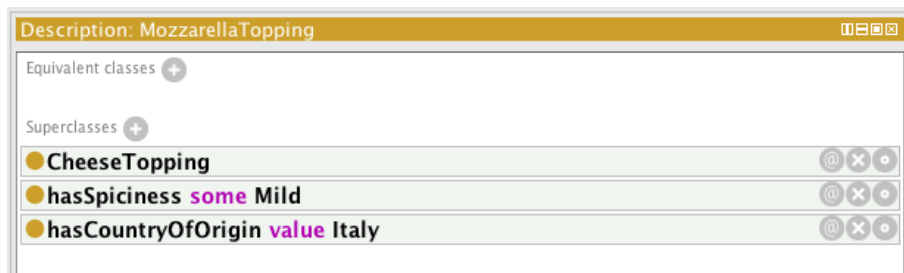 Description: MozzarellaTopping
Equivalent classes
Superclasses
CheeseTopping
hasSpiciness some Mild
hasCountryOfOrigin value Italy